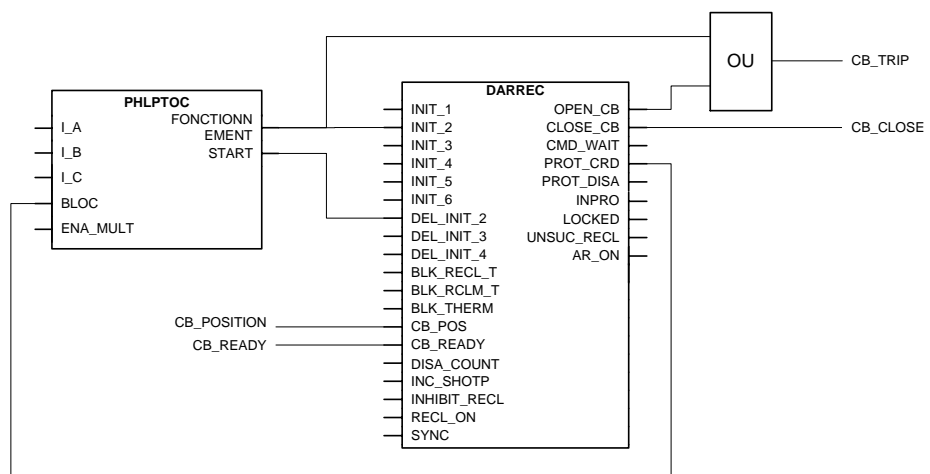 OU
CB_TRIP
PHLPTOC
I_A
I_B
I_C
BLOC
ENA_MULT
FONCTIONN
EMENT
START
DARREC
INIT_1
INIT_2
INIT_3
INIT_4
INIT_5
INIT_6
DEL_INIT_2
DEL_INIT_3
DEL_INIT_4
BLK_RECL_T
BLK_RCLM_T
BLK_THERM
CB_POS
CB_READY
DISA_COUNT
INC_SHOTP
INHIBIT_RECL
RECL_ON
SYNC
OPEN_CB
CLOSE_CB
CMD_WAIT
PROT_CRD
PROT_DISA
INPRO
LOCKED
UNSUC_RECL
AR_ON
CB_CLOSE
CB_POSITION
CB_READY